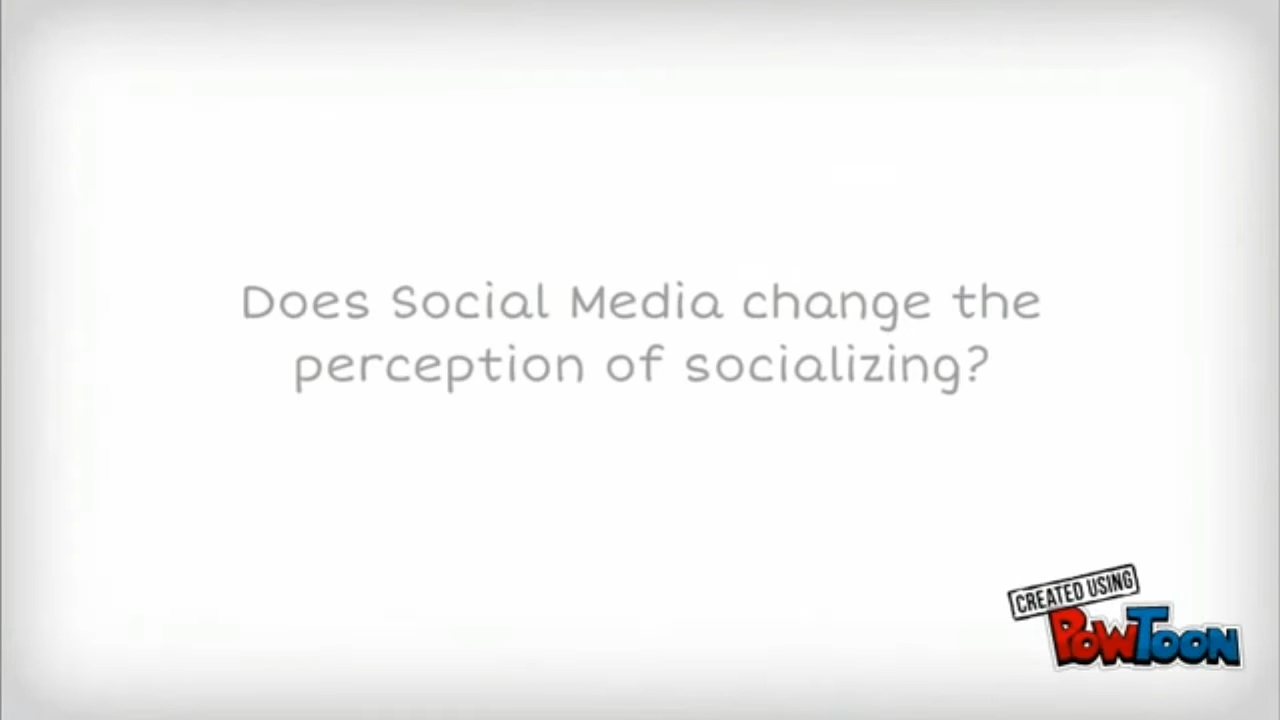 Does Social Media change the
perception of socializing?
CREATED USING
POWTOON